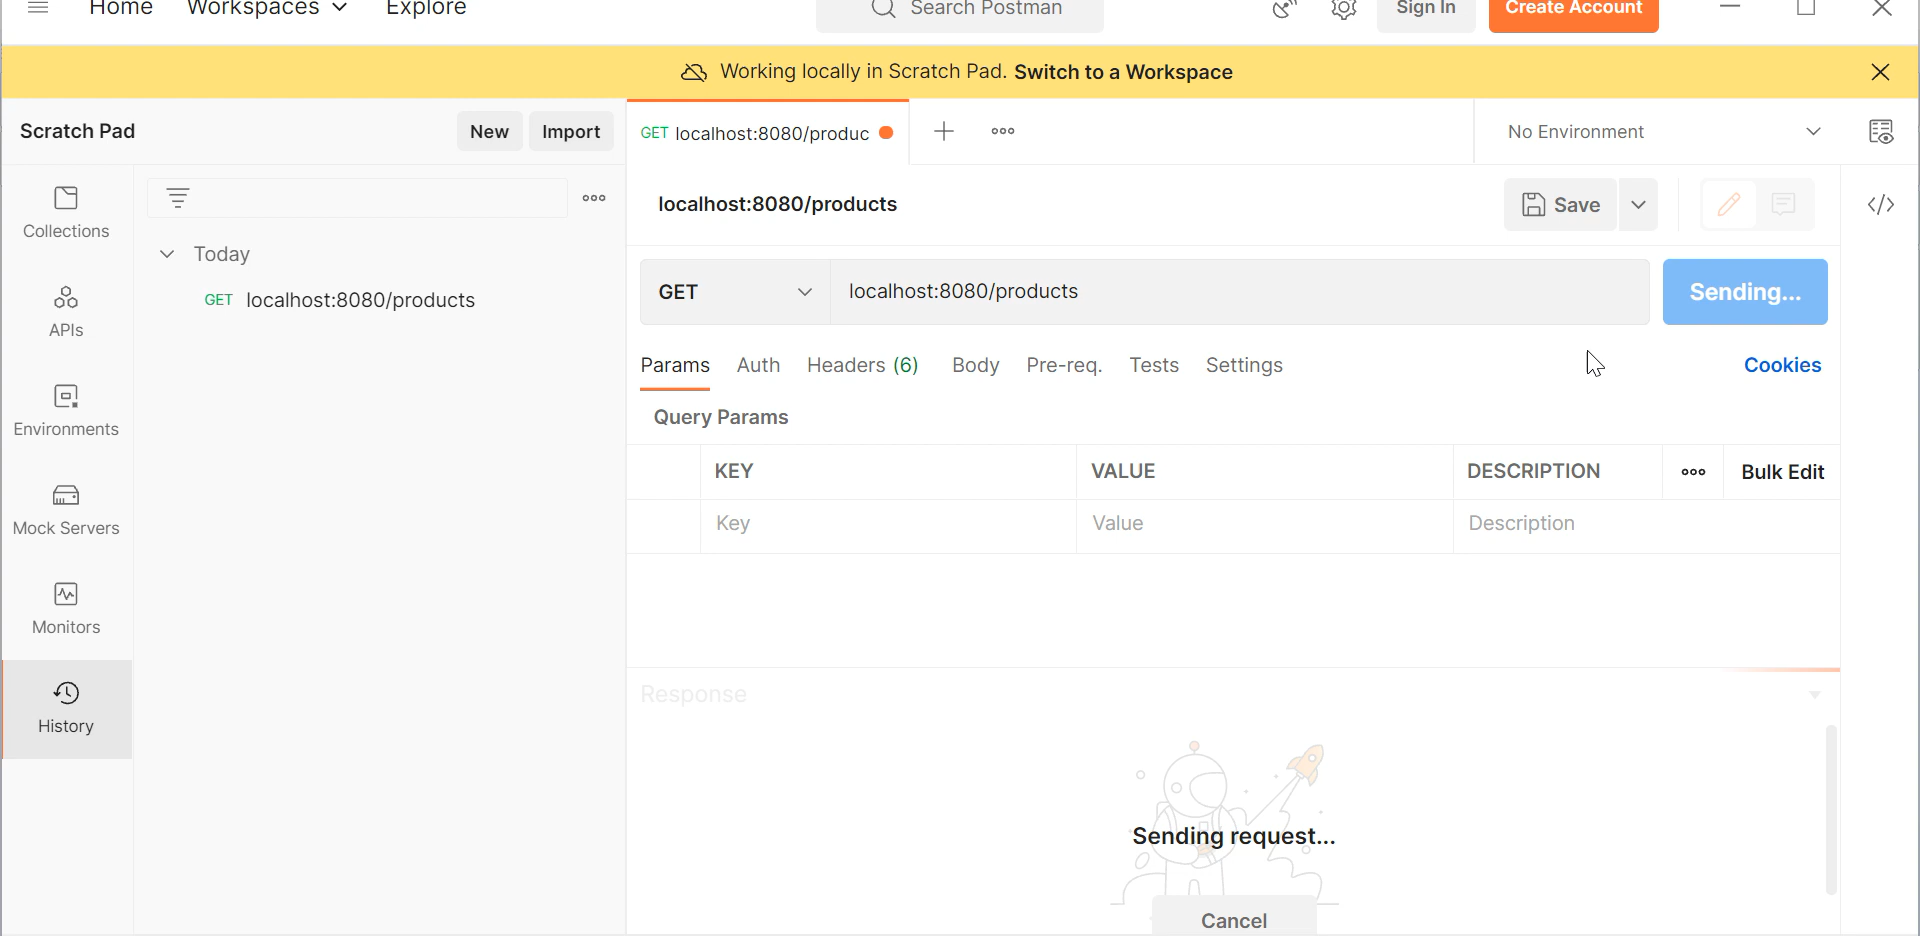 Home Workspaces Explore Search Postman Sign In Create Account
Working locally in Scratch Pad. Switch to a Workspace
Scratch Pad New Import GET localhost:8080/produc No Environment
Collections
APIs
Environments
Mock Servers
Monitors
History
Today
GET localhost:8080/products
localhost:8080/products Save
GET localhost:8080/products Sending...
Params Auth Headers (6) Body Pre-req. Tests Settings Cookies
Query Params
KEY VALUE DESCRIPTION Bulk Edit
Key Value Description
Response
Sending request...
Cancel